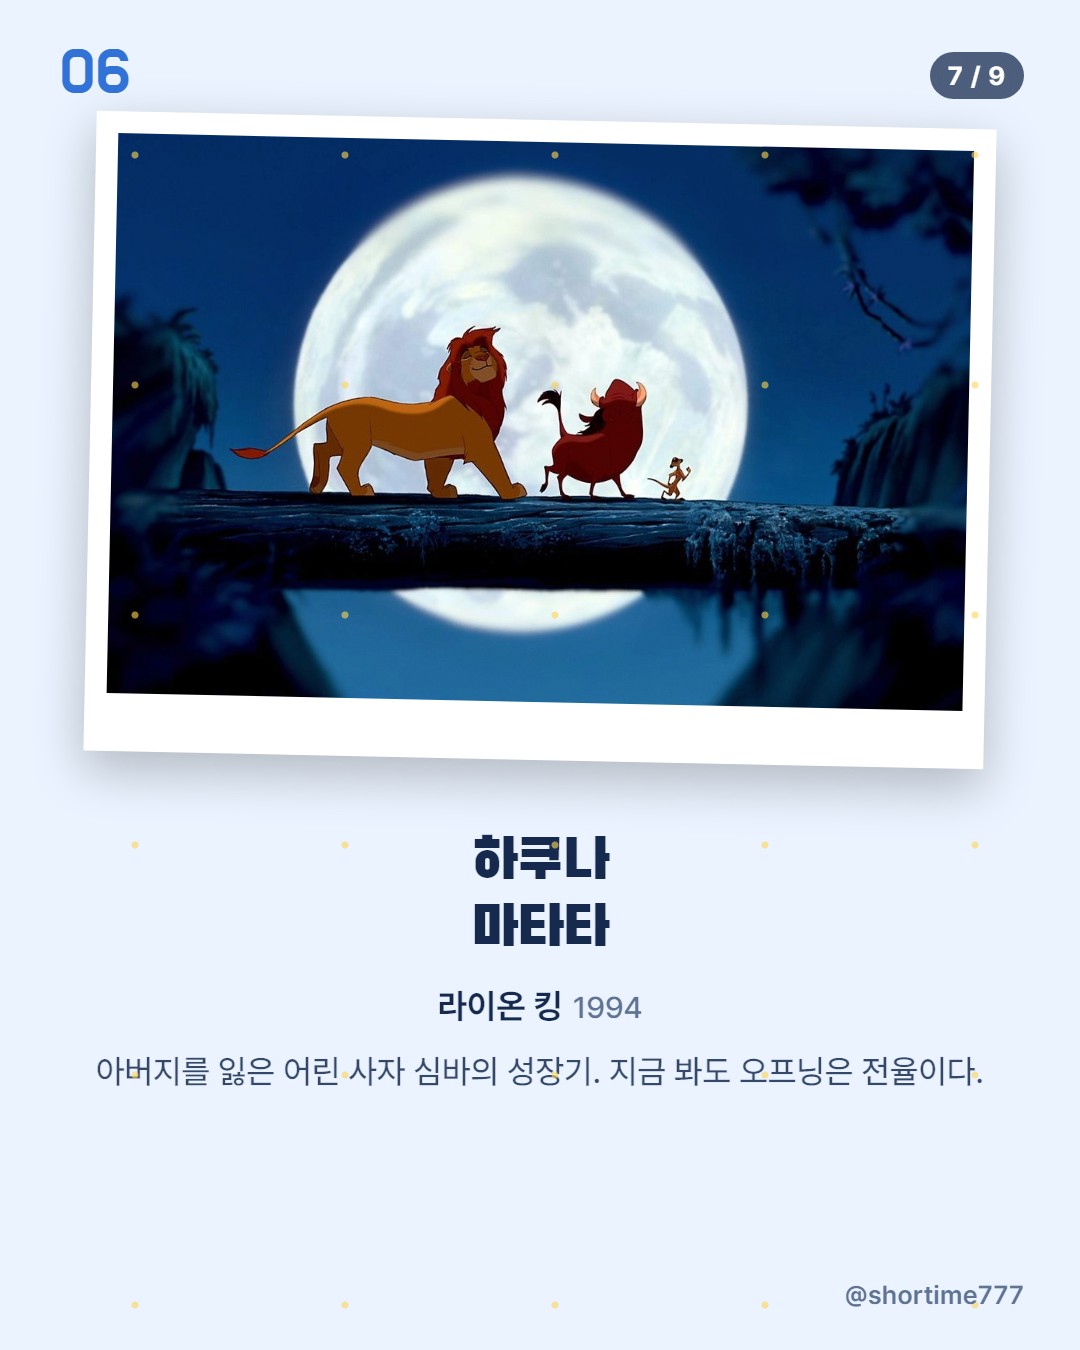 06
7 / 9
하쿠나
마타타
라이온 킹 1994
아버지를 잃은 어린 사자 심바의 성장기. 지금 봐도 오프닝은 전율이다.
@shortime777